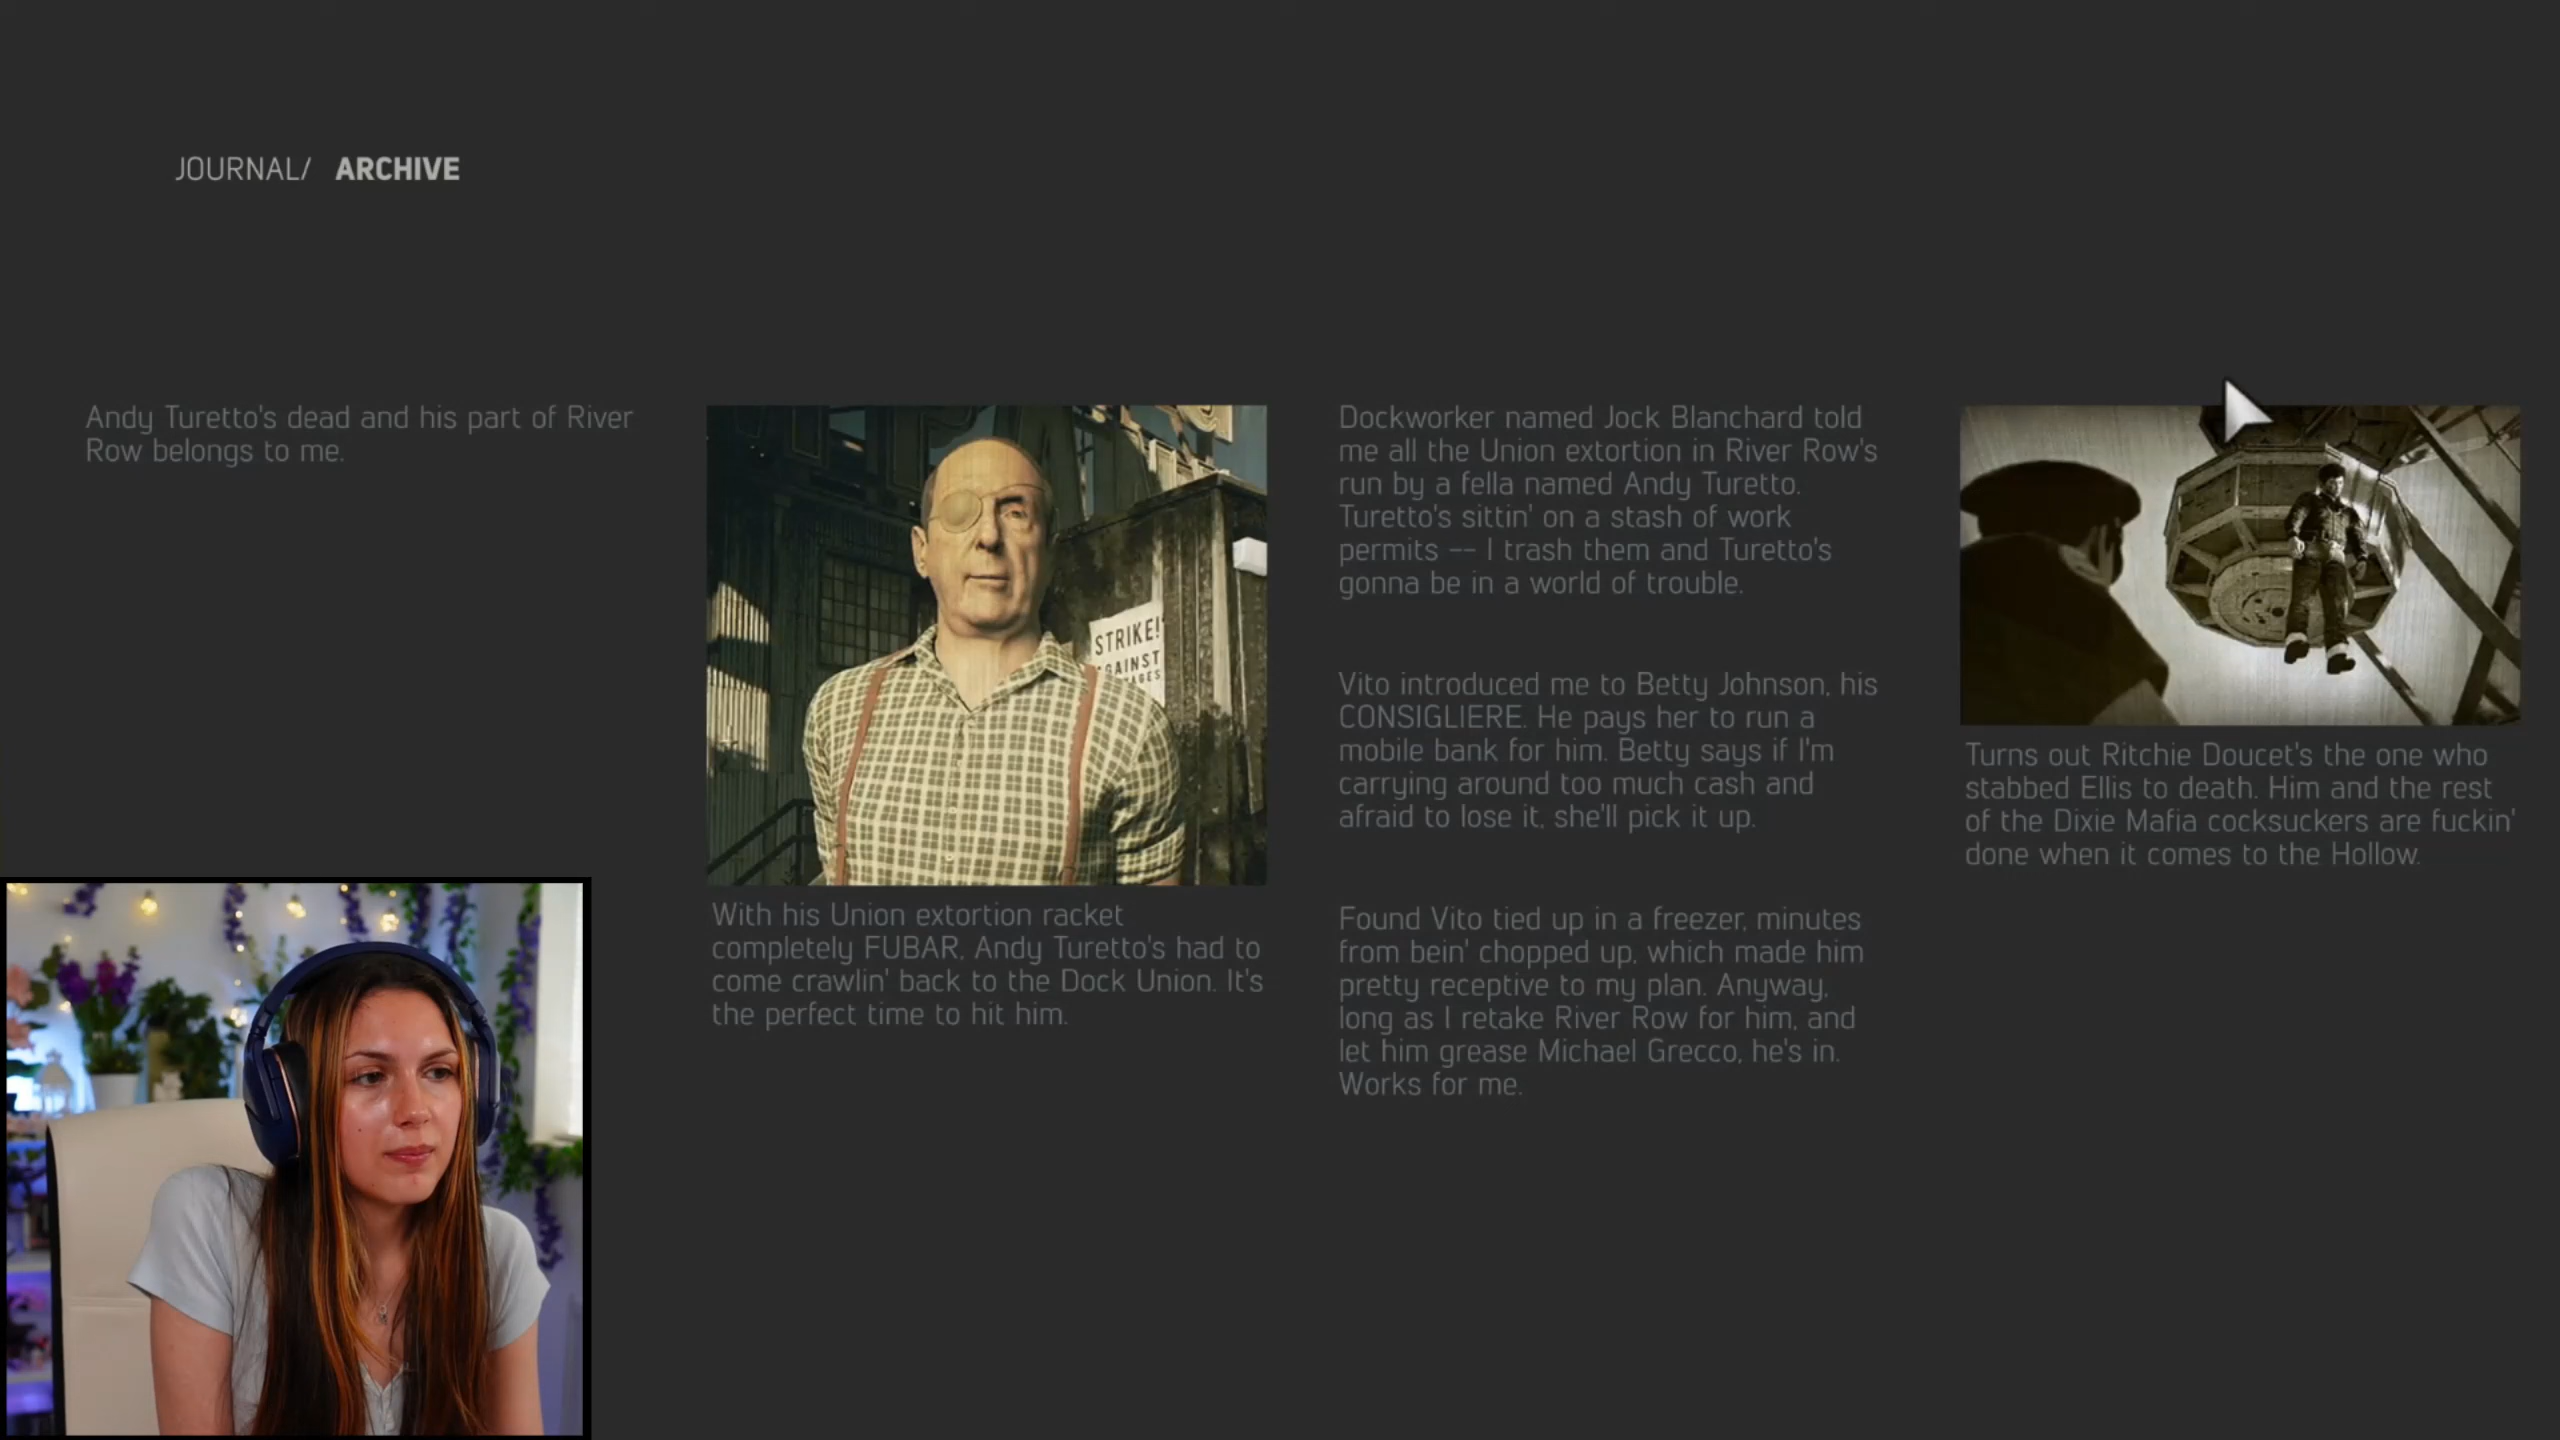 JOURNAL/ ARCHIVE
Andy Turetto's dead and his part of River
Row belongs to me.
STRIKE!
With his Union extortion racket
completely FUBAR, Andy Turetto's had to
come crawlin' back to the Dock Union. It's
the perfect time to hit him.
Dockworker named Jock Blanchard told
me all the Union extortion in River Row's
run by a fella named Andy Turetto.
Turetto's sittin' on a stash of work
permits -- I trash them and Turetto's
gonna be in a world of trouble.
Vito introduced me to Betty Johnson, his
CONSIGLIERE. He pays her to run a
mobile bank for him. Betty says if I'm
carrying around too much cash and
afraid to lose it, she'll pick it up.
Found Vito tied up in a freezer, minutes
from bein' chopped up, which made him
pretty receptive to my plan. Anyway,
long as I retake River Row for him, and
let him grease Michael Grecco, he's in.
Works for me.
Turns out Ritchie Doucet's the one who
stabbed Ellis to death. Him and the rest
of the Dixie Mafia cocksuckers are fuckin'
done when it comes to the Hollow.